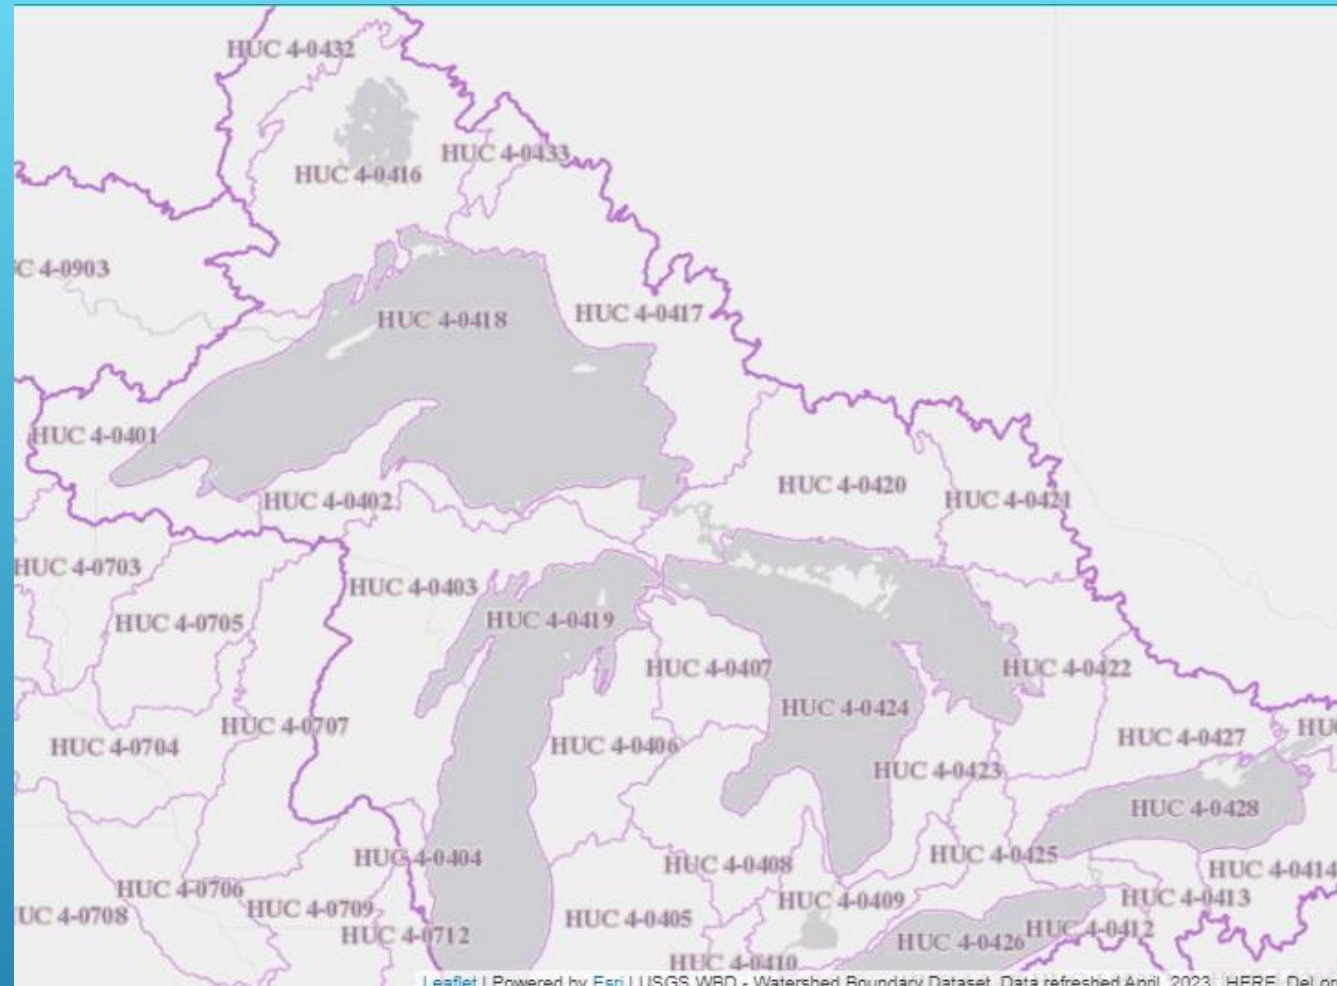 HUC 4-0432
HUC 4-0433
HUC 4-0416
C 4-0903
HUC 4-0417
HUC 4-0418
HUC 4-0401
HUC 4-0420
HUC 4-0402
HUC 4-0421
HUC 4-0703
HUC 4-0403
HUC 4-0705
HUC 4-0419
HUC 4-0407
HUC 4-0422
HUC 4-0424
HUC 4-0707
HUC
HUC 4-0704
HUC 4-0406
HUC 4-0427
HUC 4-0423
HUC 4-0428
HUC 4-0404
HUC 4-0425
HUC 4-0408
HUC 4-0414
HUC 4-0706
HUC 4-0413
HUC 4-0409
HUC 4-0709
UC 4-0708
HUC 4-0405
HUC 4-0412
HUC 4-0712
HUC 4-0426
HUC 4-0410
Leaflet | Powered by Esri | USGS WBD - Watershed Boundary Dataset. Data refreshed April, 2023., HERE, DeLor